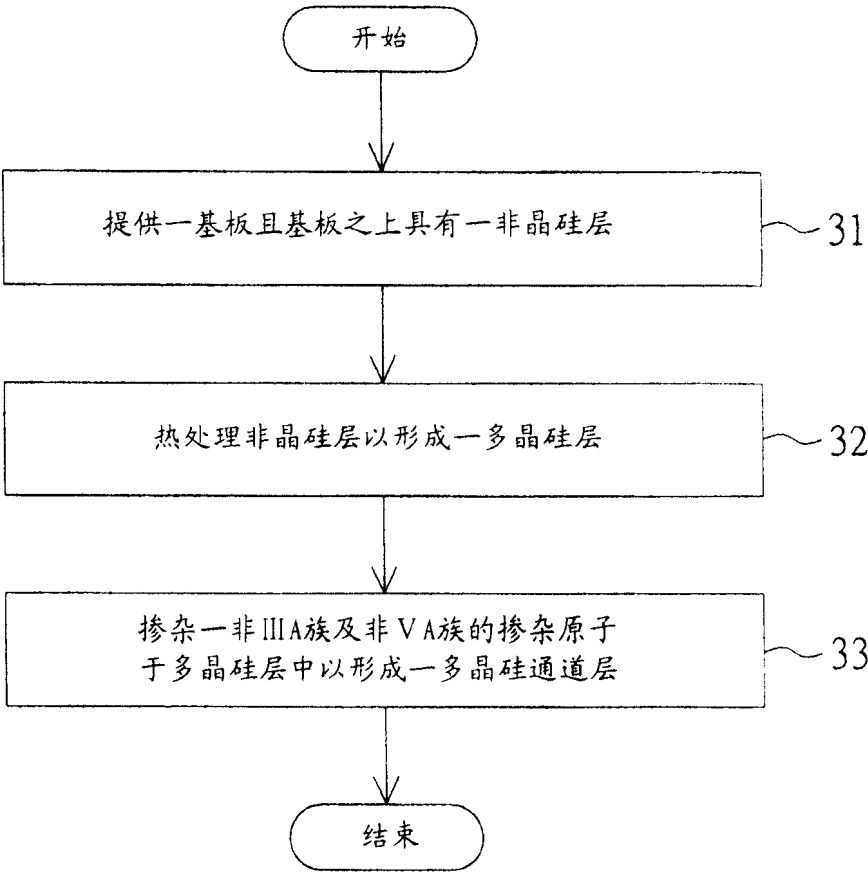 开始
提供一基板且基板之上具有一非晶硅层
31
热处理非晶硅层以形成一多晶硅层
32
掺杂一非IIIA族及非VA族的掺杂原子
于多晶硅层中以形成一多晶硅通道层
33
结束